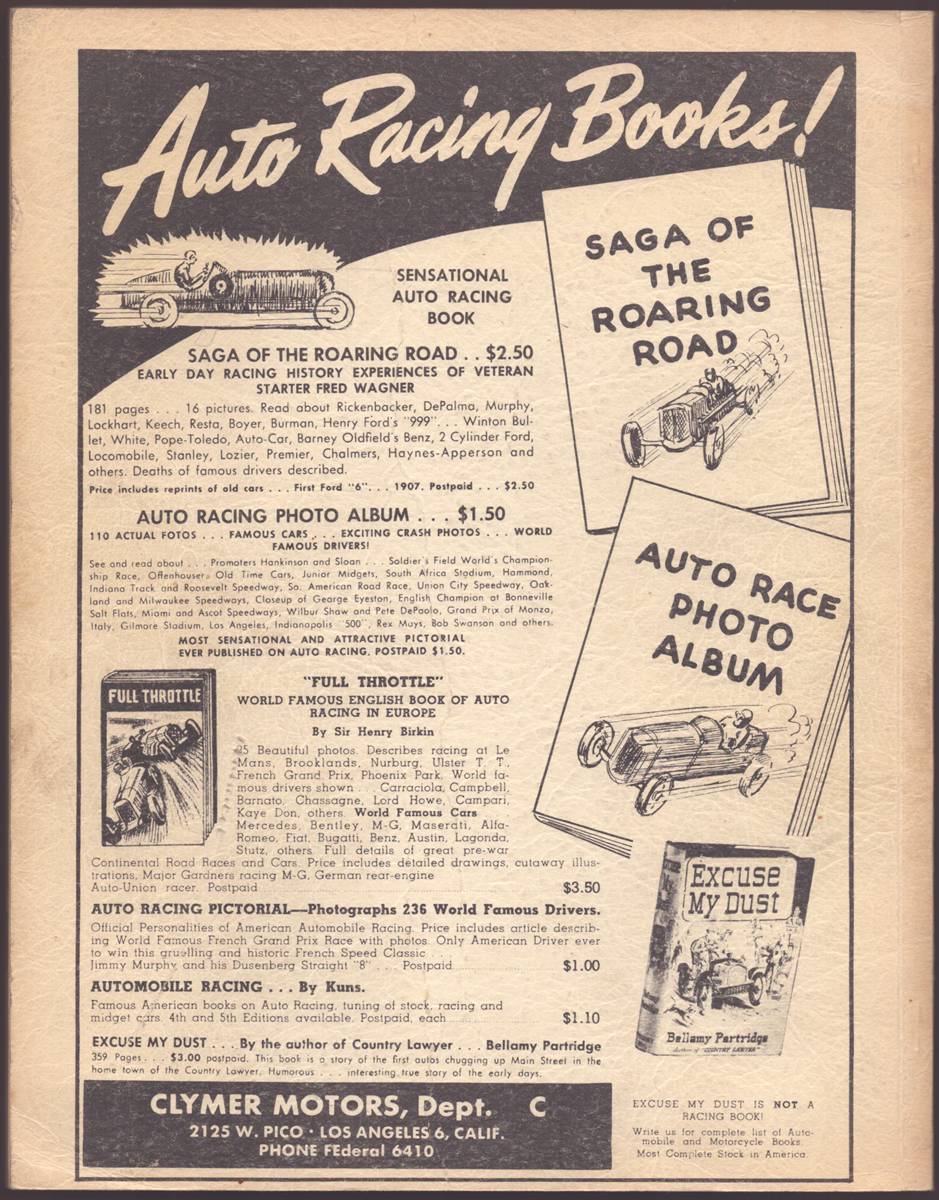 Auto Racing Books!
SENSATIONAL
AUTO RACING
BOOK
SAGA OF
THE
ROARING
ROAD
SAGA OF THE ROARING ROAD . . $2.50
EARLY DAY RACING HISTORY EXPERIENCES OF VETERAN
STARTER FRED WAGNER
181 pages . . . 16 pictures. Read about Rickenbacker, DePalma, Murphy,
Lockhart, Keech, Resta, Boyer, Burman, Henry Ford's "999". . . Winton Bul-
let, White, Pope-Toledo, Auto-Car, Barney Oldfield's Benz, 2 Cylinder Ford,
Locomobile, Stanley, Lozier, Premier, Chalmers, Haynes-Apperson and
others. Deaths of famous drivers described.
Price includes reprints of old cars . . . First Ford "6". . . 1907. Postpaid . . . $2.50
AUTO RACING PHOTO ALBUM . . . $1.50
110 ACTUAL FOTOS . . . FAMOUS CARS . . . EXCITING CRASH PHOTOS . . . WORLD
FAMOUS DRIVERS!
See and read about . . . Promoters Hankinson and Sloan . . . Soldier's Field World's Champion-
ship Race, Offenhousers Old Time Cars, Junior Midgets, South Africa Stadium, Hammond,
Indiana Track and Roosevelt Speedway, So. American Road Race, Union City Speedway, Oak-
land and Milwaukee Speedways, Closeup of George Eyeston, English Champion at Bonneville
Salt Flats, Miami and Ascot Speedways, Wilbur Shaw and Pete DePaolo, Grand Prix of Monza,
Italy, Gilmore Stadium, Los Angeles, Indianapolis "500", Rex Mays, Bob Swanson and others.
MOST SENSATIONAL AND ATTRACTIVE PICTORIAL
EVER PUBLISHED ON AUTO RACING. POSTPAID $1.50.
AUTO RACE
PHOTO
ALBUM
FULL THROTTLE
"FULL THROTTLE"
WORLD FAMOUS ENGLISH BOOK OF AUTO
RACING IN EUROPE
By Sir Henry Birkin
25 Beautiful photos. Describes racing at Le
Mans, Brooklands, Nurburg, Ulster T. T.,
French Grand Prix, Phoenix Park. World fa-
mous drivers shown . . . Carraciola, Campbell,
Barnato, Chassagne, Lord Howe, Campari,
Kaye Don, others. World Famous Cars
Mercedes, Bentley, M-G, Maserati, Alfa-
Romeo, Fiat, Bugatti, Benz, Austin, Lagonda,
Stutz, others. Full details of great pre-war
Continental Road Races and Cars. Price includes detailed drawings, cutaway illus-
trations, Major Gardners racing M-G, German rear-engine
Auto-Union racer. Postpaid $3.50
AUTO RACING PICTORIAL—Photographs 236 World Famous Drivers.
Official Personalities of American Automobile Racing. Price includes article describ-
ing World Famous French Grand Prix Race with photos. Only American Driver ever
to win this gruelling and historic French Speed Classic . . .
Jimmy Murphy and his Dusenberg Straight "8" . . . Postpaid $1.00
AUTOMOBILE RACING . . . By Kuns.
Famous American books on Auto Racing, tuning of stock, racing and
midget cars. 4th and 5th Editions available. Postpaid, each $1.10
EXCUSE MY DUST . . . By the author of Country Lawyer . . . Bellamy Partridge
359 Pages . . . $3.00 postpaid. This book is a story of the first autos chugging up Main Street in the
home town of the Country Lawyer. Humorous . . . interesting true story of the early days.
Excuse
My Dust
Bellamy Partridge
Author of "COUNTRY LAWYER"
CLYMER MOTORS, Dept. C
2125 W. PICO · LOS ANGELES 6, CALIF.
PHONE FEderal 6410
EXCUSE MY DUST IS NOT A
RACING BOOK!
Write us for complete list of Auto-
mobile and Motorcycle Books.
Most Complete Stock in America.